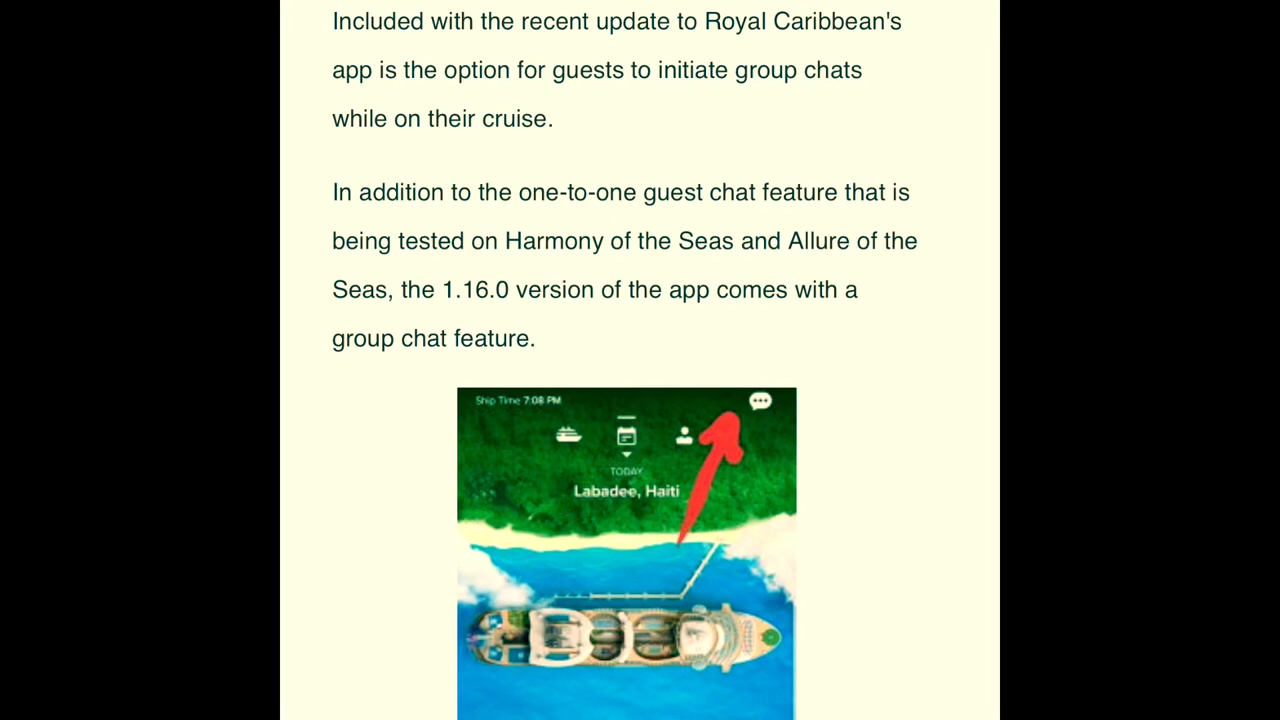 Included with the recent update to Royal Caribbean's
app is the option for guests to initiate group chats
while on their cruise.
In addition to the one-to-one guest chat feature that is
being tested on Harmony of the Seas and Allure of the
Seas, the 1.16.0 version of the app comes with a
group chat feature.
Ship Time 7:08 PM
TODAY
Labadee, Haiti